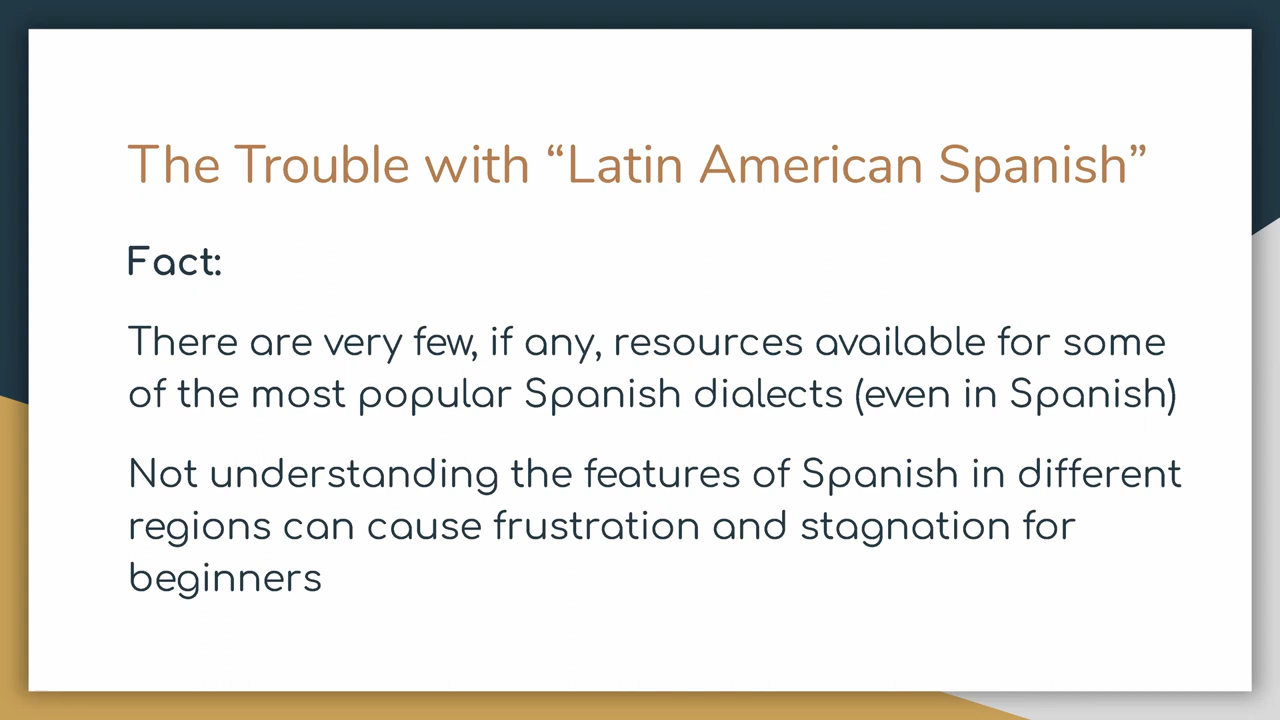 The Trouble with “Latin American Spanish”
Fact:
There are very few, if any, resources available for some
of the most popular Spanish dialects (even in Spanish)
Not understanding the features of Spanish in different
regions can cause frustration and stagnation for
beginners